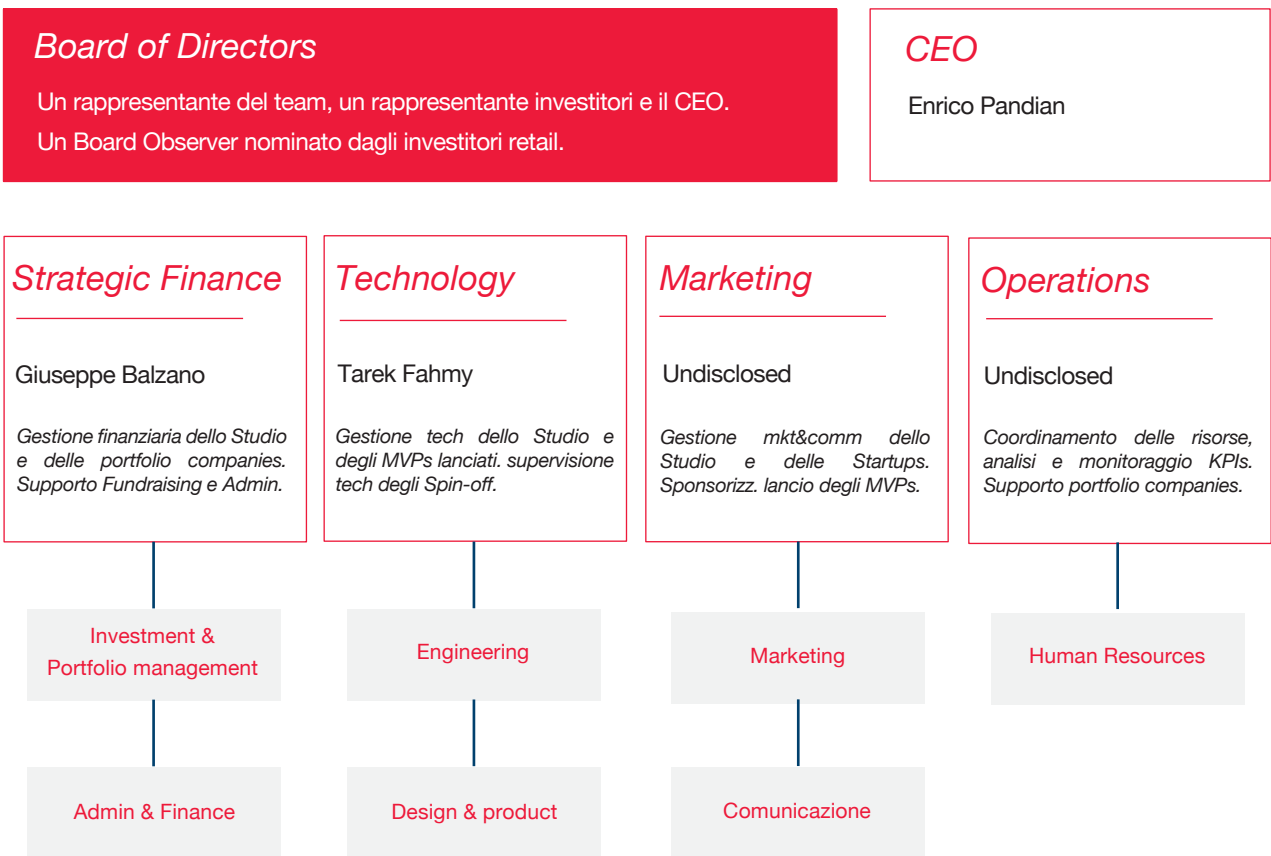 Board of Directors
Un rappresentante del team, un rappresentante investitori e il CEO.
Un Board Observer nominato dagli investitori retail.
CEO
Enrico Pandian
Strategic Finance
Giuseppe Balzano
Gestione finanziaria dello Studio
e delle portfolio companies.
Supporto Fundraising e Admin.
Technology
Tarek Fahmy
Gestione tech dello Studio e
degli MVPs lanciati. supervisione
tech degli Spin-off.
Marketing
Undisclosed
Gestione mkt&comm dello
Studio e delle Startups.
Sponsorizz. lancio degli MVPs.
Operations
Undisclosed
Coordinamento delle risorse,
analisi e monitoraggio KPIs.
Supporto portfolio companies.
Investment &
Portfolio management
Engineering
Marketing
Human Resources
Admin & Finance
Design & product
Comunicazione